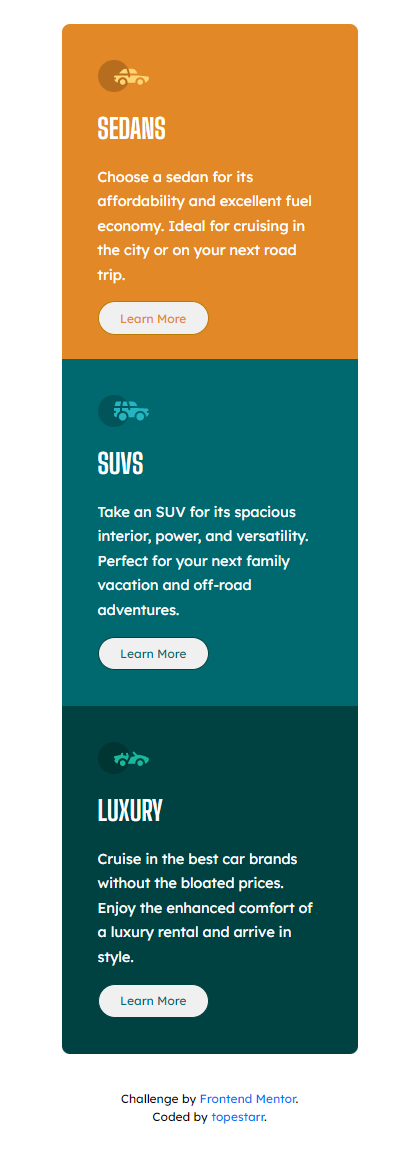 SEDANS
Choose a sedan for its
affordability and excellent fuel
economy. Ideal for cruising in
the city or on your next road
trip.
Learn More
SUVS
Take an SUV for its spacious
interior, power, and versatility.
Perfect for your next family
vacation and off-road
adventures.
Learn More
LUXURY
Cruise in the best car brands
without the bloated prices.
Enjoy the enhanced comfort of
a luxury rental and arrive in
style.
Learn More
Challenge by Frontend Mentor.
Coded by topestarr.